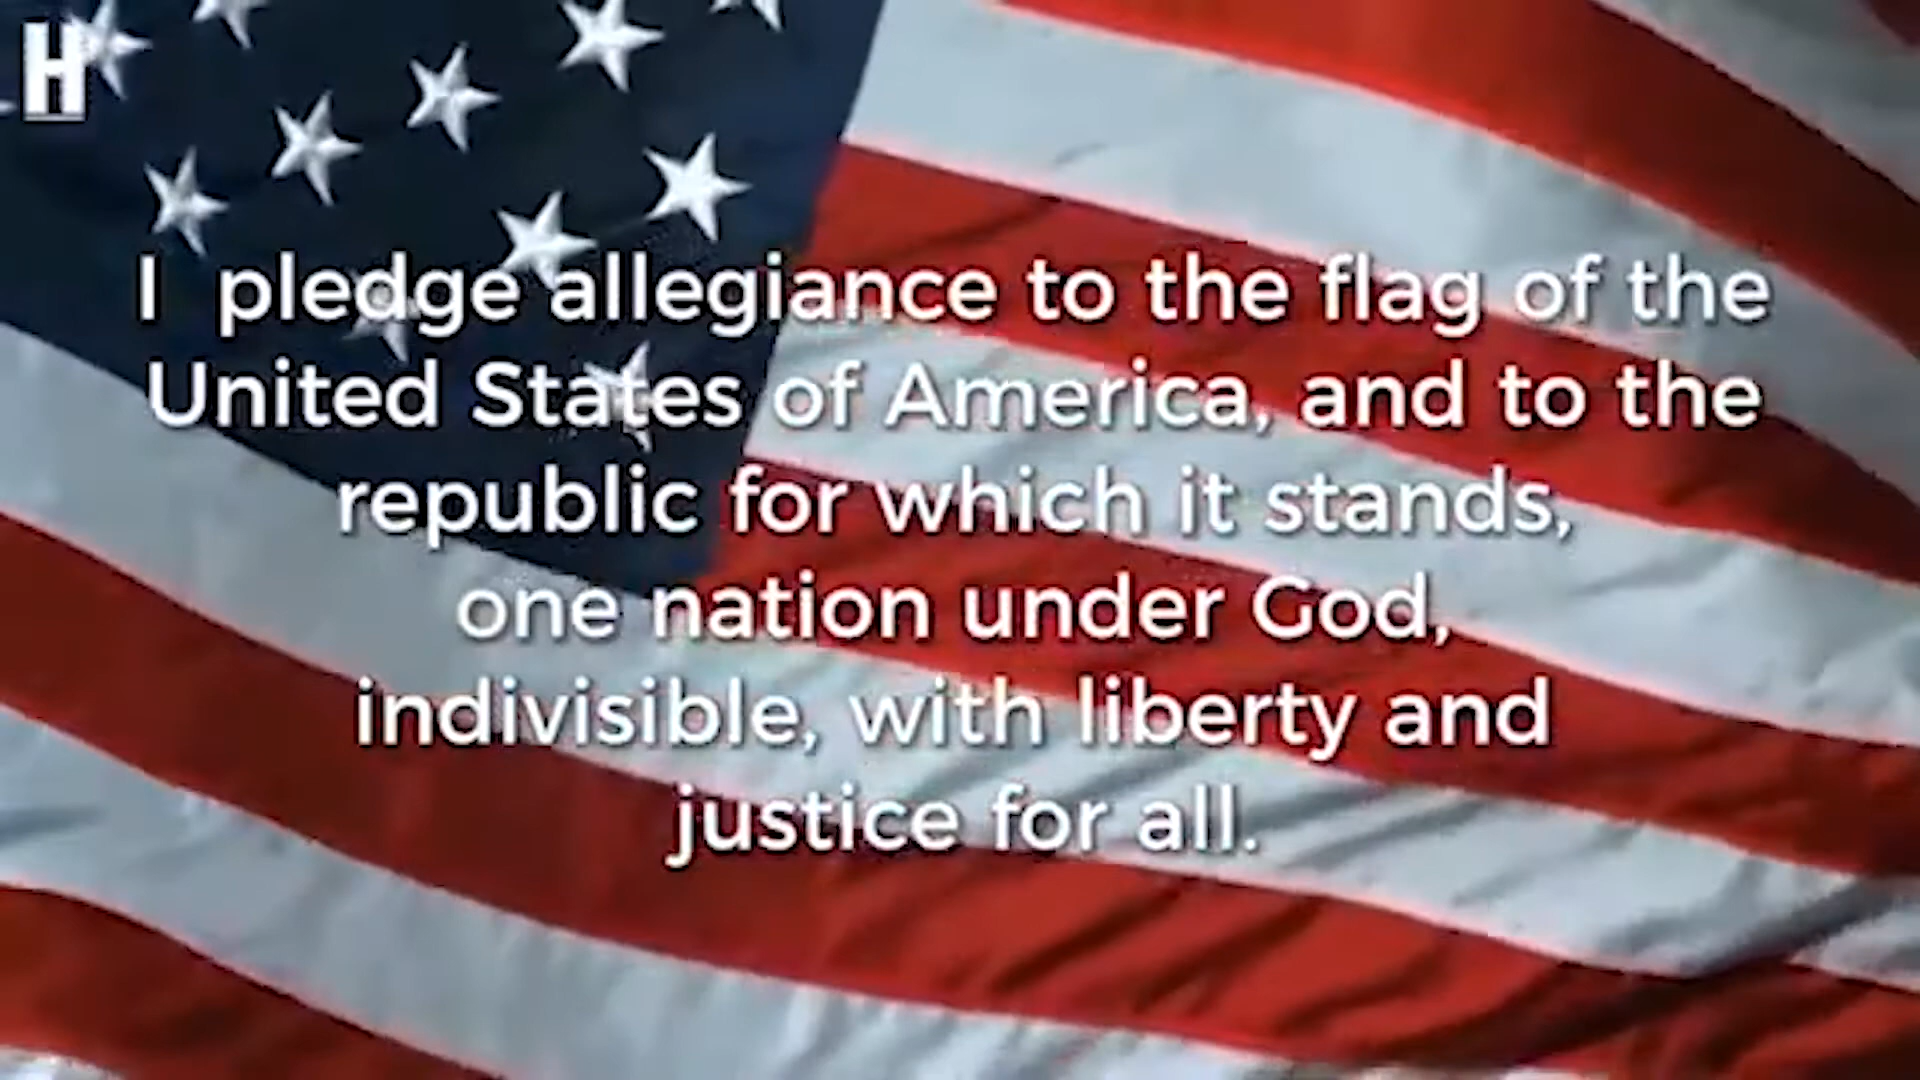 H
I pledge allegiance to the flag of the
United States of America, and to the
republic for which it stands,
one nation under God,
indivisible, with liberty and
justice for all.